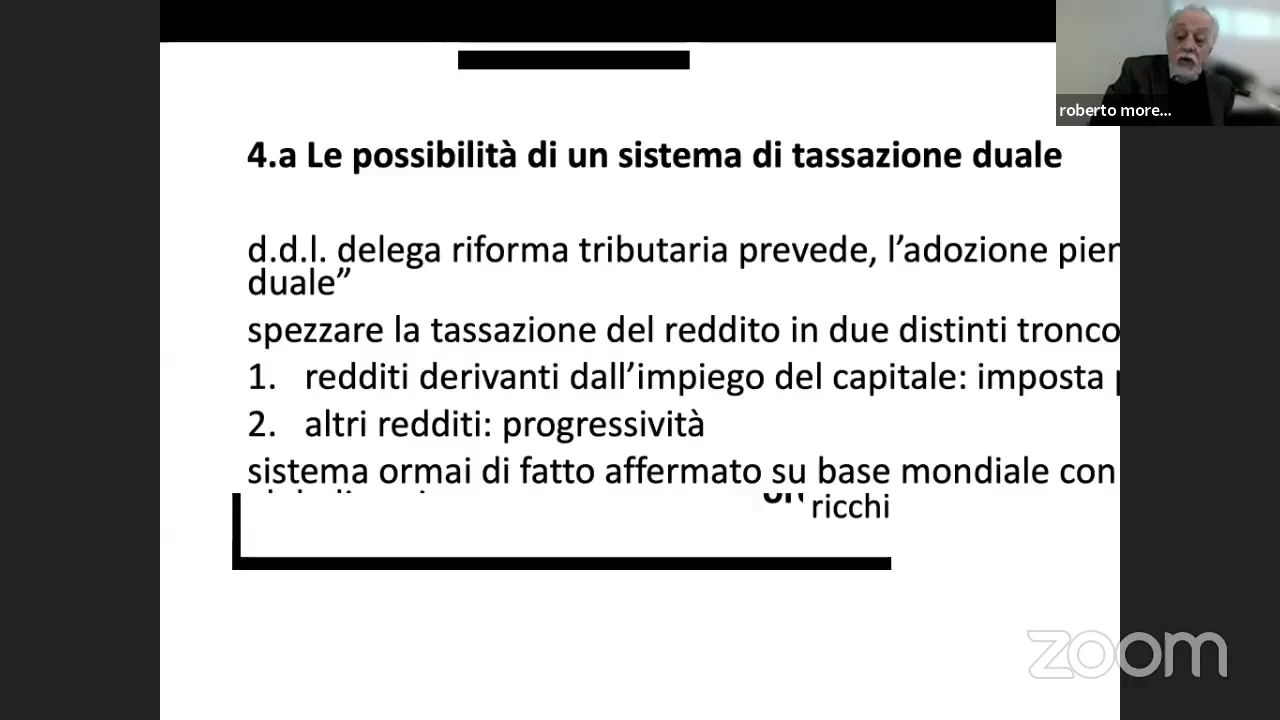 roberto more...
4.a Le possibilità di un sistema di tassazione duale
d.d.l. delega riforma tributaria prevede, l’adozione pien
duale”
spezzare la tassazione del reddito in due distinti tronco
1. redditi derivanti dall’impiego del capitale: imposta
2. altri redditi: progressività
sistema ormai di fatto affermato su base mondiale con
ricchi
zoom